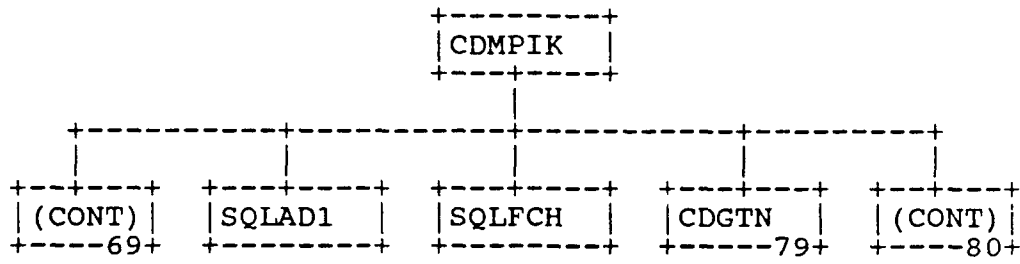 CDMPIK
(CONT) SQLAD1 SQLFCH CDGTN (CONT)
69 79 80